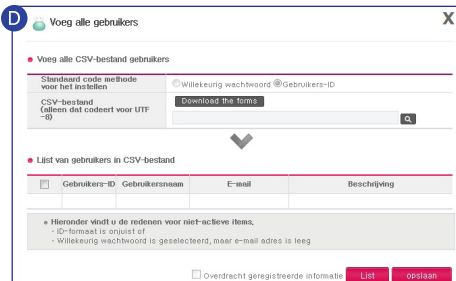 D
Voeg alle gebruikers
X
Voeg alle CSV-bestand gebruikers
Standaard code methode
voor het instellen
Willekeurig wachtwoord Gebruikers-ID
CSV-bestand
(alleen dat codeert voor UTF
-8)
Download the forms
Lijst van gebruikers in CSV-bestand
Gebruikers-ID Gebruikersnaam E-mail Beschrijving
Hieronder vindt u de redenen voor niet-actieve items.
- ID-formaat is onjuist of
- Willekeurig wachtwoord is geselecteerd, maar e-mail adres is leeg
Overdracht geregistreerde informatie List opslaan